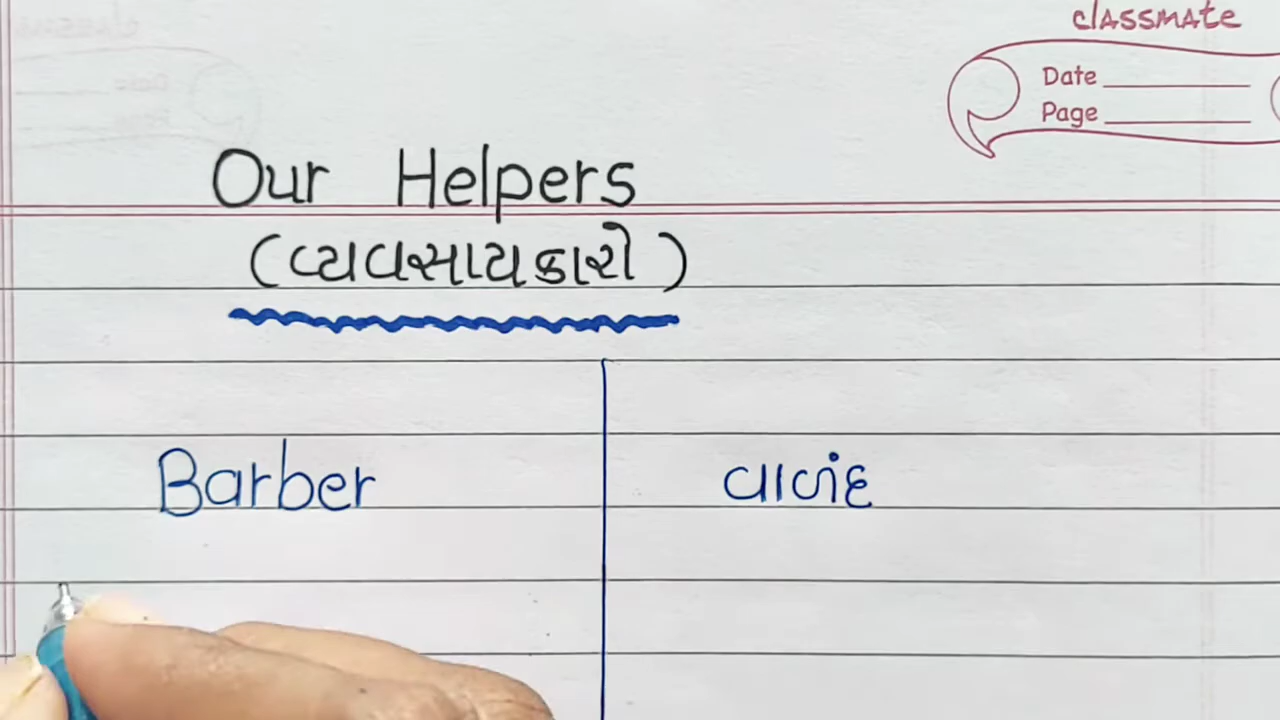 classmate
Date
Page
Our Helpers
(વ્યવસાયકારો)
Barber વાળંદ